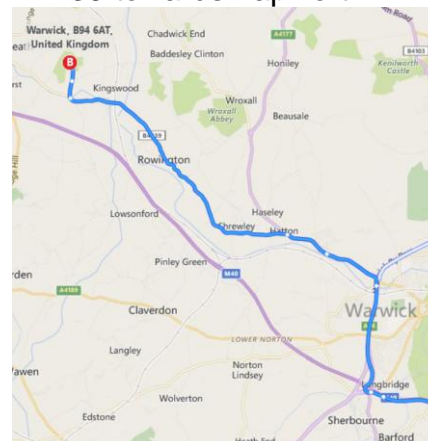 Warwick, B94 6AT,
United Kingdom
B
Chadwick End
Baddesley Clinton
A4177
Honiley
Kenilworth
Castle
B4103
Kingswood
Wroxall
Wroxall
Abbey
Beausale
B4439
Rowington
Lowsonford
Haseley
Shrewley
Hatton
Pinley Green
M40
A4189
Claverdon
Warwick
LOWER NORTON
Langley
Norton
Lindsey
Longbridge
Wolverton
Edstone
Sherbourne
Barford